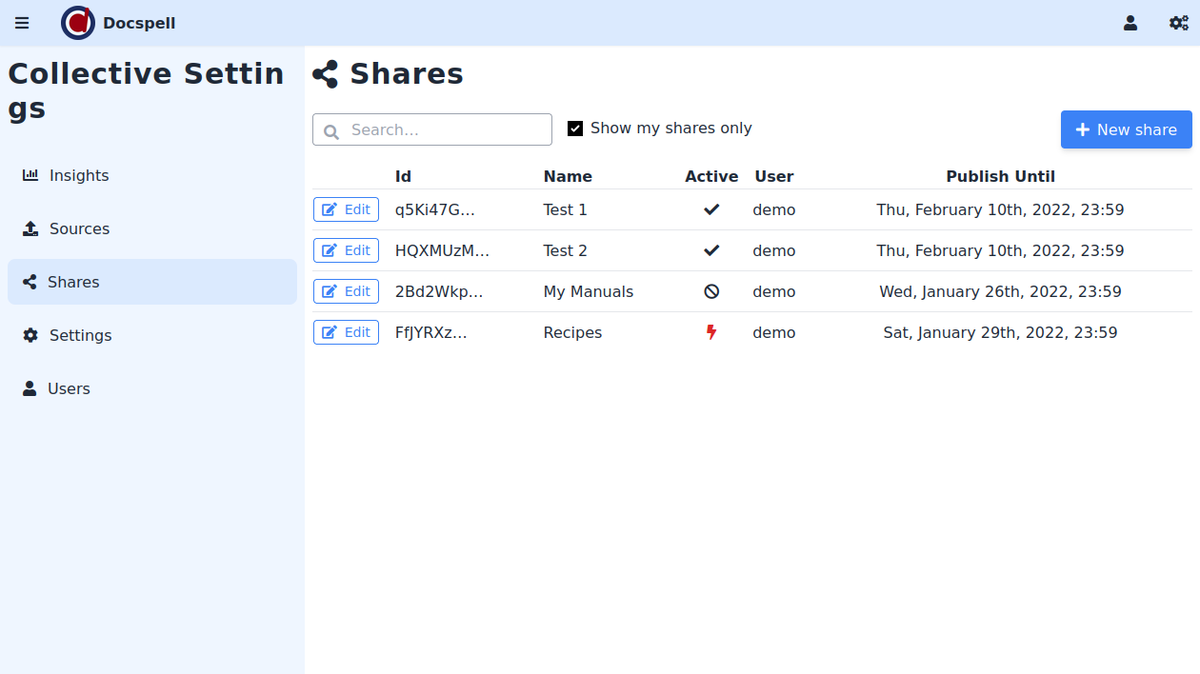 Docspell
Collective Settin
gs
Insights
Sources
Shares
Settings
Users
Shares
Search…
Show my shares only
New share
Id Name Active User Publish Until
Edit q5Ki47G… Test 1 demo Thu, February 10th, 2022, 23:59
Edit HQXMUzM… Test 2 demo Thu, February 10th, 2022, 23:59
Edit 2Bd2Wkp… My Manuals demo Wed, January 26th, 2022, 23:59
Edit FfJYRXz… Recipes demo Sat, January 29th, 2022, 23:59